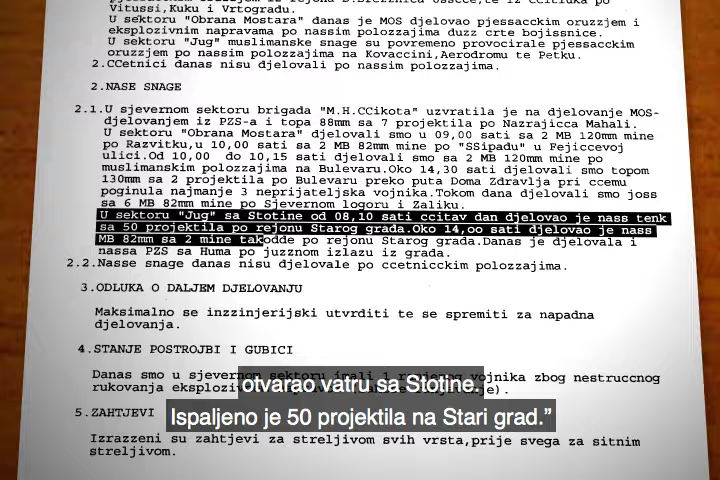 Vitussi,Kuku i Vrtogradu.
U sektoru "Obrana Mostara" danas je MOS djelovao pjessacckim oruzzjem i
eksplozivnim napravama po nassim polozzajima duzz crte bojissnice.
U sektoru "Jug" muslimanske snage su povremeno provocirale pjessacckim
oruzzjem po nassim polozzajima na Kovaccini,Aerodromu te Petku.
2.CCetnici danas nisu djelovali po nassim polozzajima.
2.NASE SNAGE
2.1.U sjevernom sektoru brigada "M.H.CCikota" uzvratila je na djelovanje MOS-
djelovanjem iz PZS-a i topa 88mm sa 7 projektila po Nazrajicca Mahali.
U sektoru "Obrana Mostara" djelovali smo u 09,00 sati sa 2 MB 120mm mine
po Razvitku,u 10,00 sati sa 2 MB 82mm mine po "SSipadu" u Fejiccevoj
ulici.Od 10,00 do 10,15 sati djelovali smo sa 2 MB 120mm mine po
muslimanskim polozzajima na Bulevaru.Oko 14,30 sati djelovali smo topom
130mm sa 2 projektila po Bulevaru preko puta Doma Zdravlja pri ccemu
poginula najmanje 3 neprijateljska vojnika.Tokom dana djelovali smo joss
sa 6 MB 82mm mine po Sjevernom logoru i Zaliku.
U sektoru "Jug" sa Stotine od 08,10 sati ccitav dan djelovao je nass tenk
sa 50 projektila po rejonu Starog grada.Oko 14,oo sati djelovao je nass
MB 82mm sa 2 mine takodde po rejonu Starog grada.Danas je djelovala i
nassa PZS sa Huma po juzznom izlazu iz grada.
2.2.Nasse snage danas nisu djelovale po ccetnicckim polozzajima.
3.ODLUKA O DALJEM DJELOVANJU
Maksimalno se inzzinjerijski utvrditi te se spremiti za napadna
djelovanja.
4.STANJE POSTROJBI I GUBICI
Danas smo u sjevernom sektoru imali 1 vojnika zbog nestruccnog
rukovanja
otvarao vatru sa Stotine.
Ispaljeno je 50 projektila na Stari grad.”
5.ZAHTJEVI
Izrazzeni su zahtjevi za streljivom svih vrsta,prije svega za sitnim
streljivom.